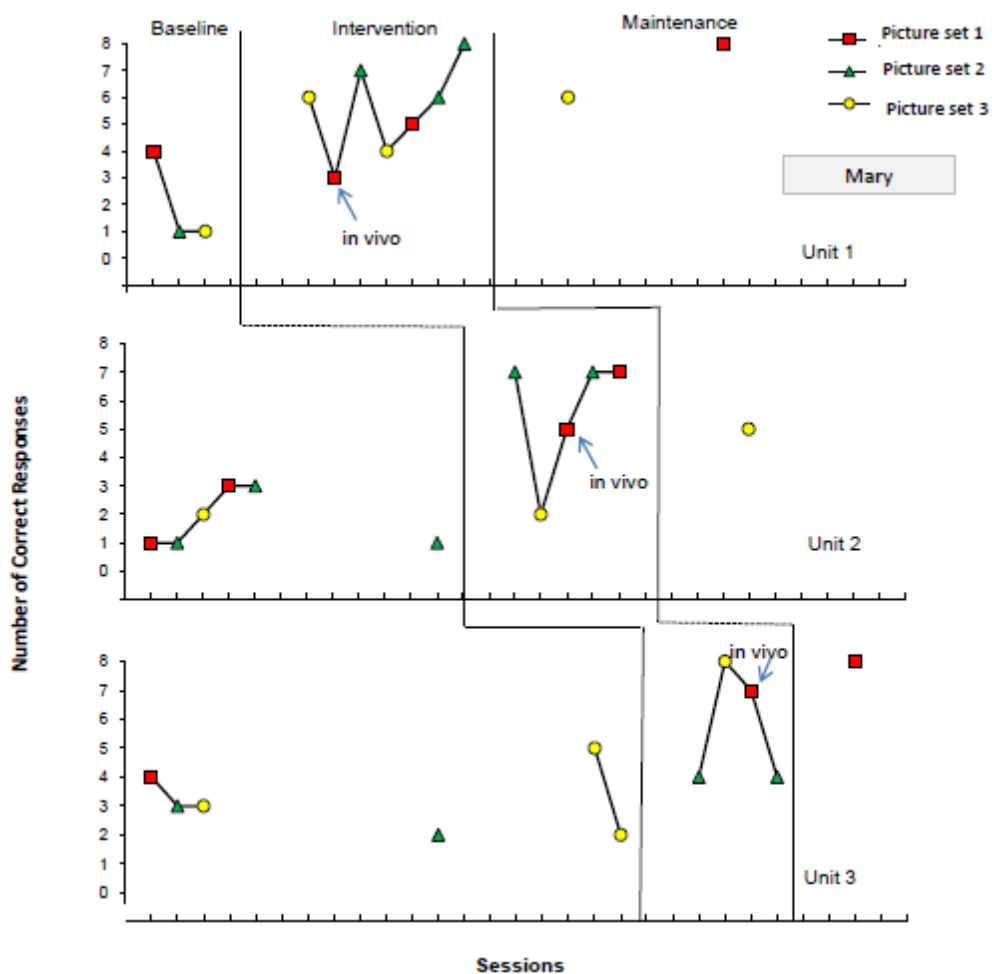 Baseline
Intervention
Maintenance
Picture set 1
Picture set 2
Picture set 3
Mary
8
7
6
5
4
3
2
1
0
in vivo
Unit 1
Number of Correct Responses
8
7
6
5
4
3
2
1
0
in vivo
Unit 2
8
7
6
5
4
3
2
1
0
in vivo
Unit 3
Sessions